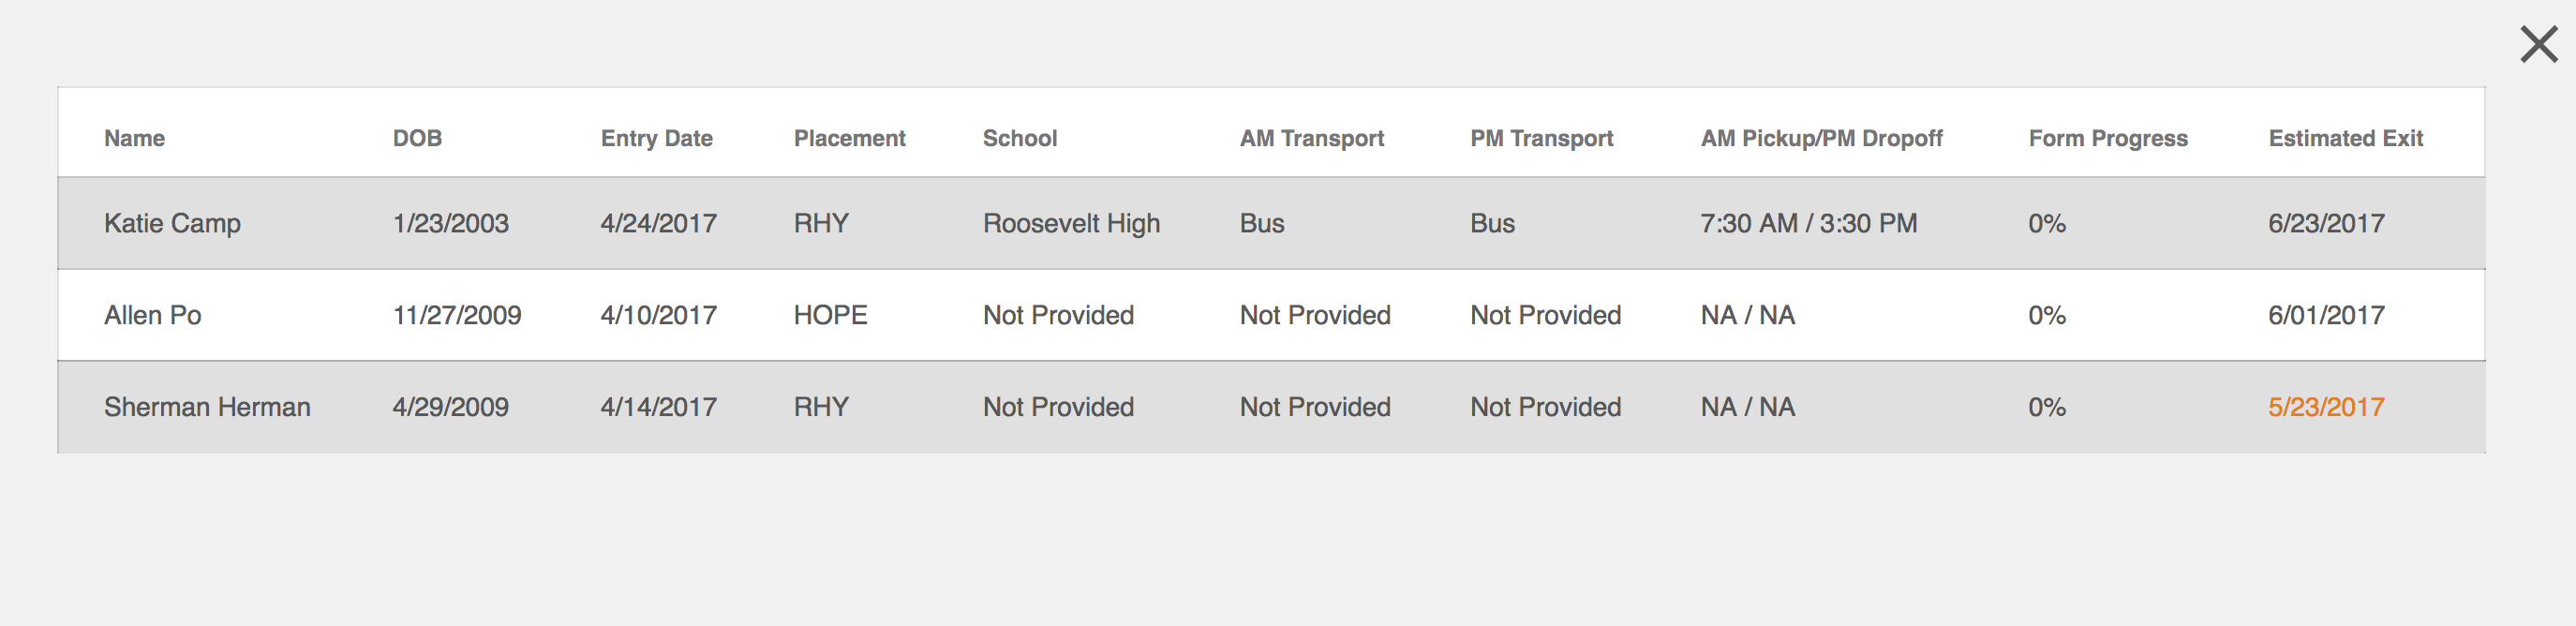 Name DOB Entry Date Placement School AM Transport PM Transport AM Pickup/PM Dropoff Form Progress Estimated Exit
Katie Camp 1/23/2003 4/24/2017 RHY Roosevelt High Bus Bus 7:30 AM / 3:30 PM 0% 6/23/2017
Allen Po 11/27/2009 4/10/2017 HOPE Not Provided Not Provided Not Provided NA / NA 0% 6/01/2017
Sherman Herman 4/29/2009 4/14/2017 RHY Not Provided Not Provided Not Provided NA / NA 0% 5/23/2017